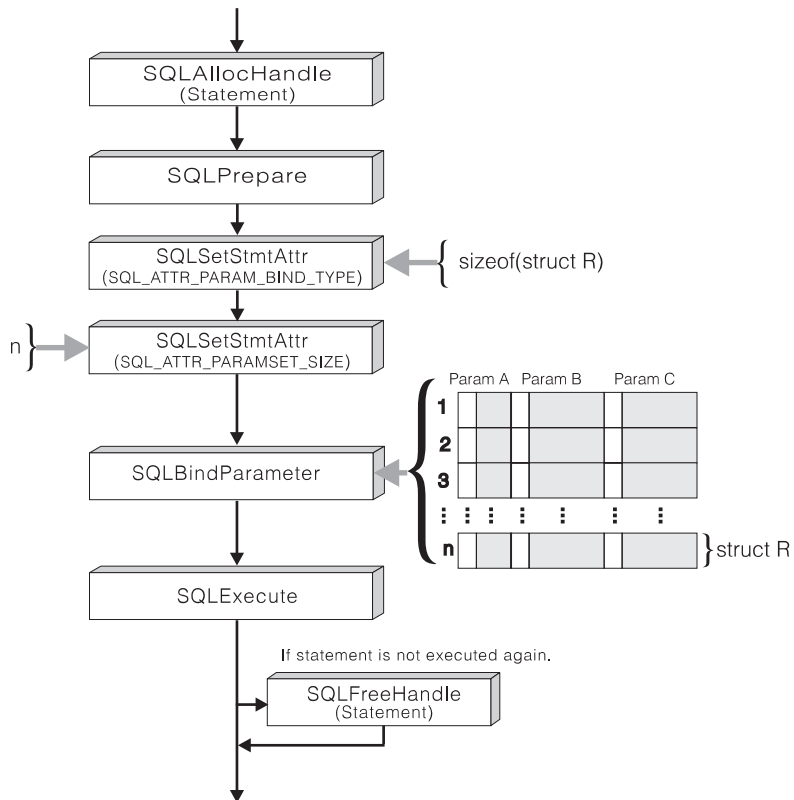 SQLAllocHandle
(Statement)
SQLPrepare
SQLSetStmtAttr
(SQL_ATTR_PARAM_BIND_TYPE)
sizeof(struct R)
n
SQLSetStmtAttr
(SQL_ATTR_PARAMSET_SIZE)
Param A Param B Param C
1
2
SQLBindParameter
3
n
struct R
SQLExecute
If statement is not executed again.
SQLFreeHandle
(Statement)